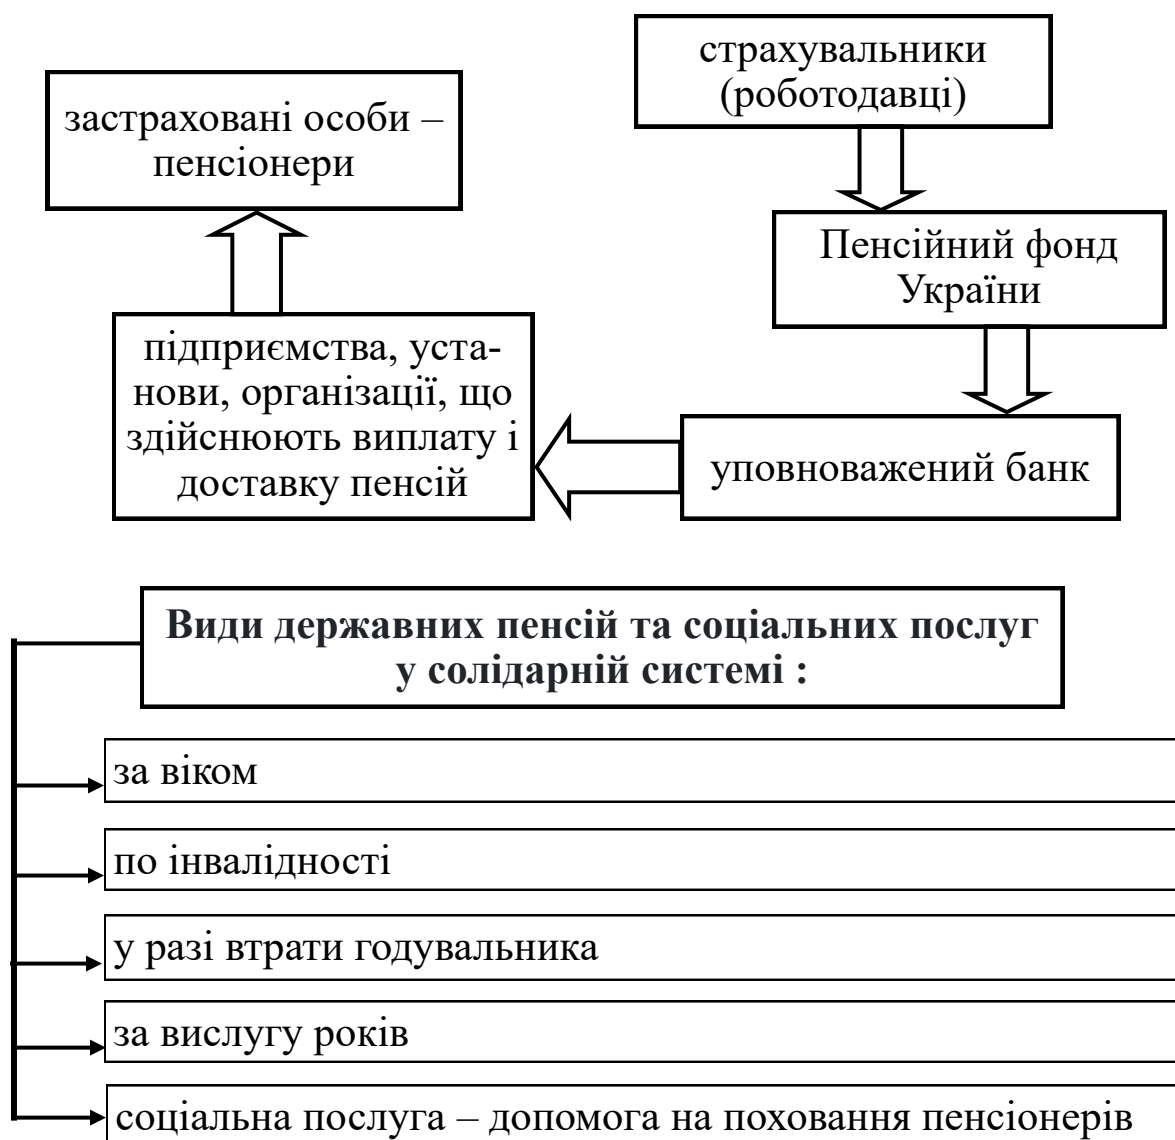 страхувальники
(роботодавці)
застраховані особи –
пенсіонери
Пенсійний фонд
України
підприємства, уста-
нови, організації, що
здійснюють виплату і
доставку пенсій
уповноважений банк
Види державних пенсій та соціальних послуг
у солідарній системі :
за віком
по інвалідності
у разі втрати годувальника
за вислугу років
соціальна послуга – допомога на поховання пенсіонерів